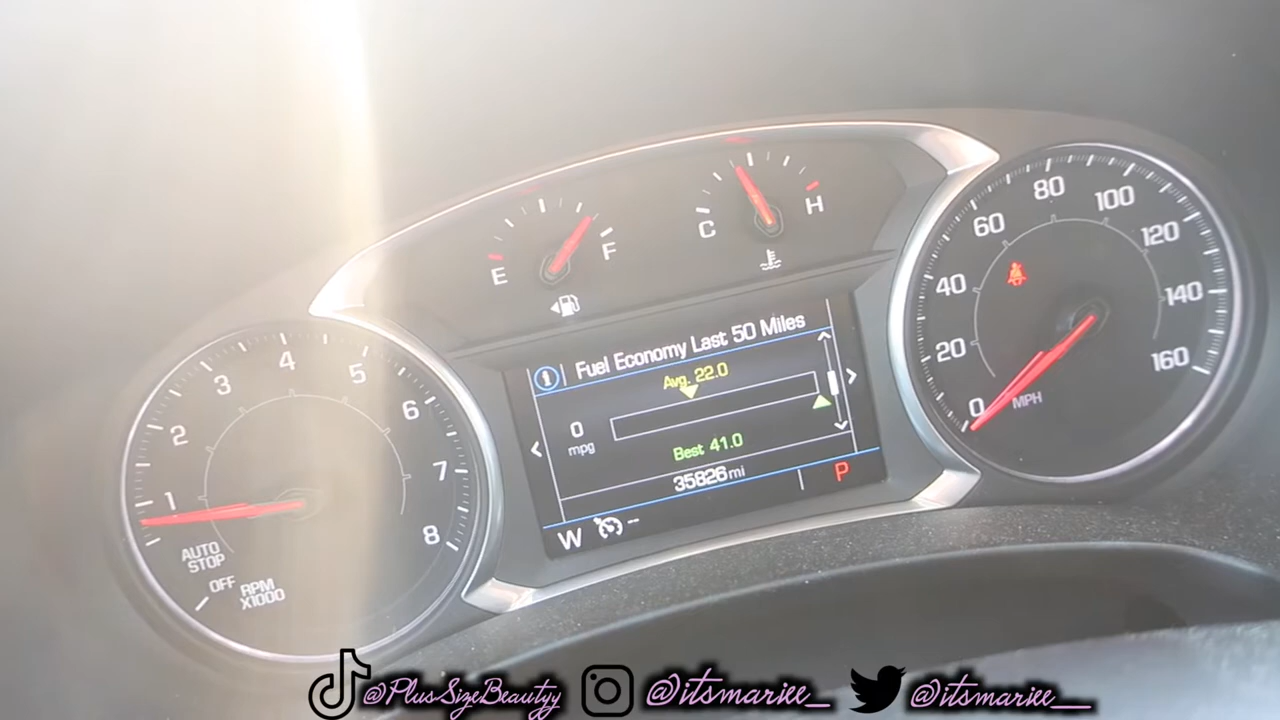 E
F
C
H
1
2
3
4
5
6
7
8
AUTO
STOP
OFF
RPM
X1000
Fuel Economy Last 50 Miles
Avg. 22.0
0
mpg
Best 41.0
35826 mi
P
W
--
0
20
40
60
80
100
120
140
160
MPH
@PlusSizeBeautyy
@itsmariee_
@itsmariee__